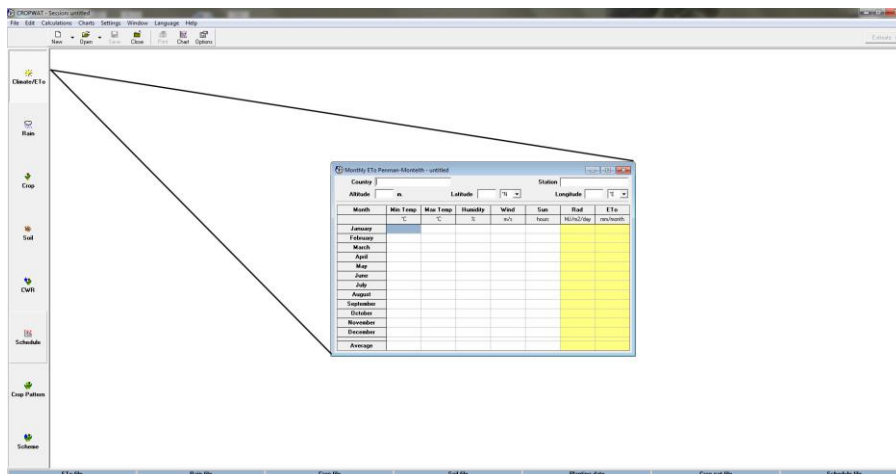 CROPWAT - Session: untitled
File Edit Calculations Charts Settings Window Language Help
New Open Save Close Print Chart Options
Climate/ETo
Rain
Crop
Soil
CWR
Schedule
Crop Pattern
Scheme
Monthly ETo Penman-Monteith - untitled
Country Station
Altitude m. Latitude °N Longitude °E
Month Min Temp Max Temp Humidity Wind Sun Rad ETo
°C °C % m/s hours MJ/m2/day mm/month
January
February
March
April
May
June
July
August
September
October
November
December
Average
ETo file Rain file Crop file Soil file Planting date Cropping file Schedule file